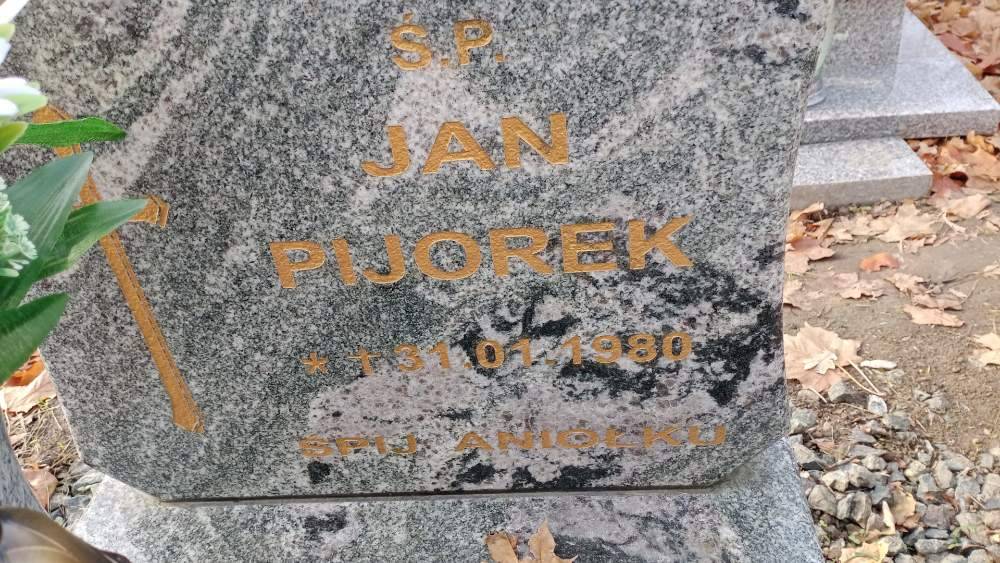 Ś.P.
JAN
PIJOREK
* † 31.01.1980
ŚPIJ ANIOŁKU